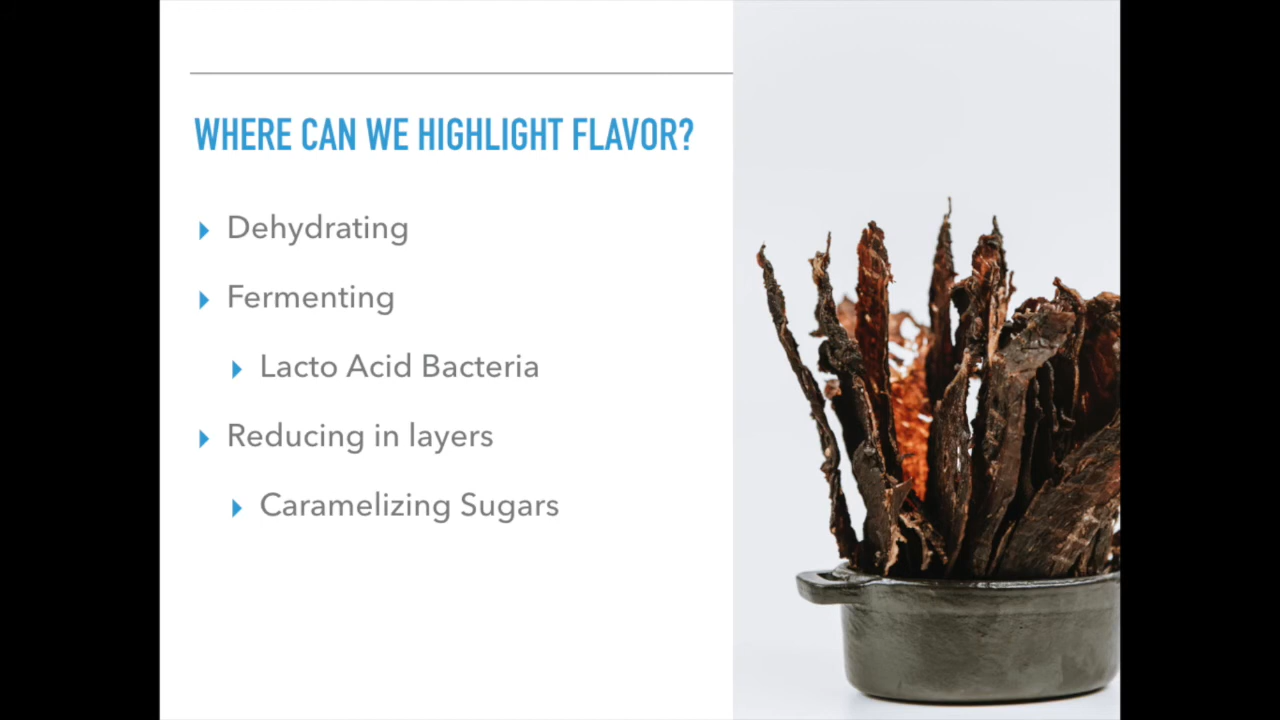 WHERE CAN WE HIGHLIGHT FLAVOR?
Dehydrating
Fermenting
Lacto Acid Bacteria
Reducing in layers
Caramelizing Sugars